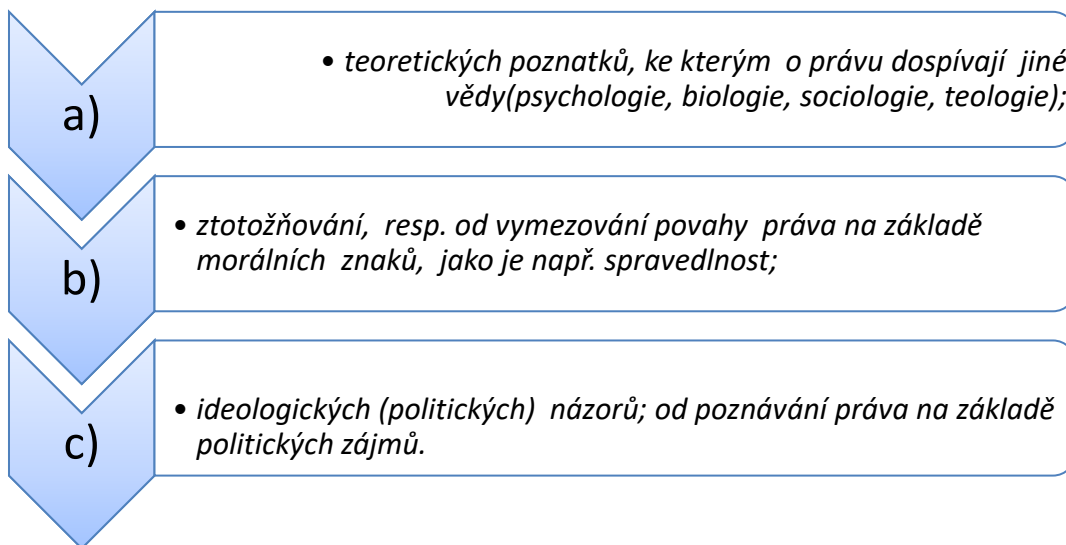 a)
• teoretických poznatků, ke kterým o právu dospívají jiné
vědy(psychologie, biologie, sociologie, teologie);
b)
• ztotožňování, resp. od vymezování povahy práva na základě
morálních znaků, jako je např. spravedlnost;
c)
• ideologických (politických) názorů; od poznávání práva na základě
politických zájmů.